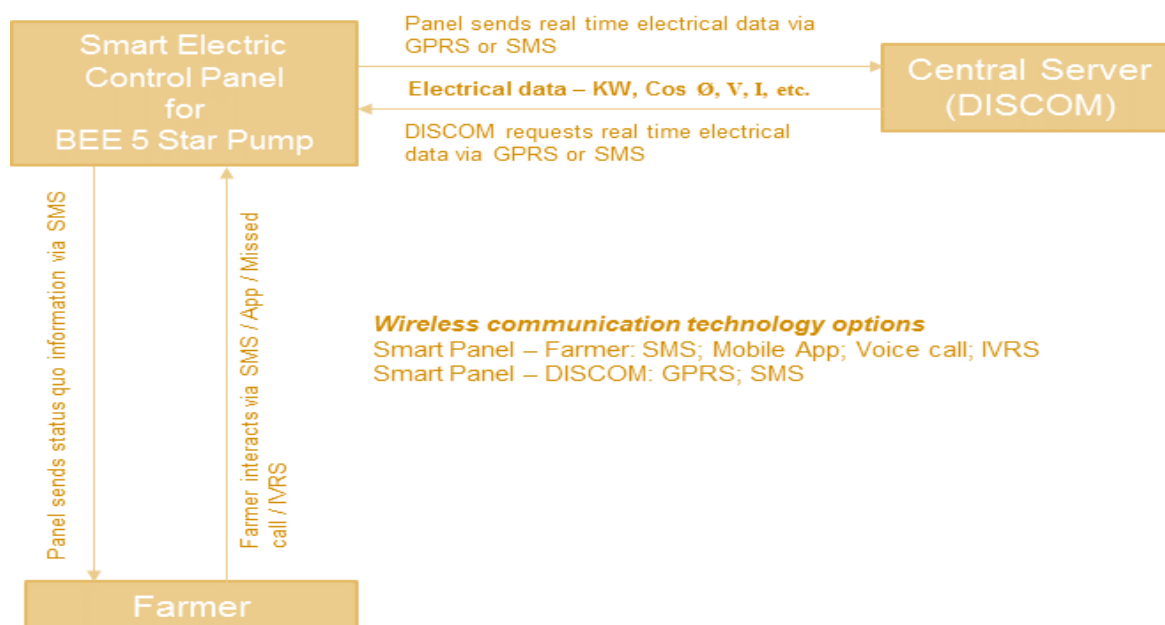 Smart Electric
Control Panel
for
BEE 5 Star Pump
Panel sends real time electrical data via
GPRS or SMS
Electrical data – KW, Cos Ø, V, I, etc.
DISCOM requests real time electrical
data via GPRS or SMS
Central Server
(DISCOM)
Panel sends status quo information via SMS
Farmer interacts via SMS / App / Missed
call / IVRS
Wireless communication technology options
Smart Panel – Farmer: SMS; Mobile App; Voice call; IVRS
Smart Panel – DISCOM: GPRS; SMS
Farmer